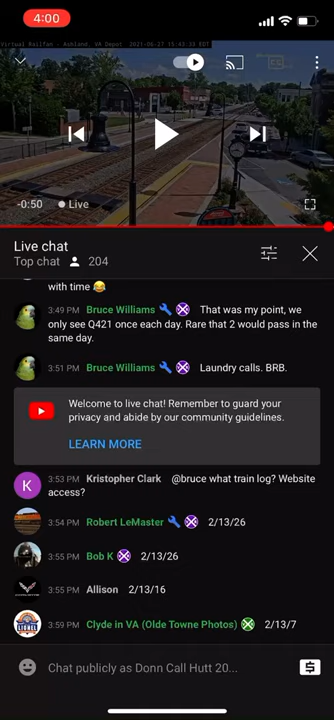 4:00
Virtual Railfan - Ashland, VA Depot 2021-06-27 15:43:33 EDT
CC
-0:50 Live
Live chat
Top chat 204
with time 😂
3:49 PM Bruce Williams That was my point, we
only see Q421 once each day. Rare that 2 would pass in the
same day.
3:51 PM Bruce Williams Laundry calls. BRB.
Welcome to live chat! Remember to guard your
privacy and abide by our community guidelines.
LEARN MORE
K
3:53 PM Kristopher Clark @bruce what train log? Website
access?
3:54 PM Robert LeMaster 2/13/26
3:55 PM Bob K 2/13/26
3:55 PM Allison 2/13/16
LIONEL
3:59 PM Clyde in VA (Olde Towne Photos) 2/13/7
Chat publicly as Donn Call Hutt 20...